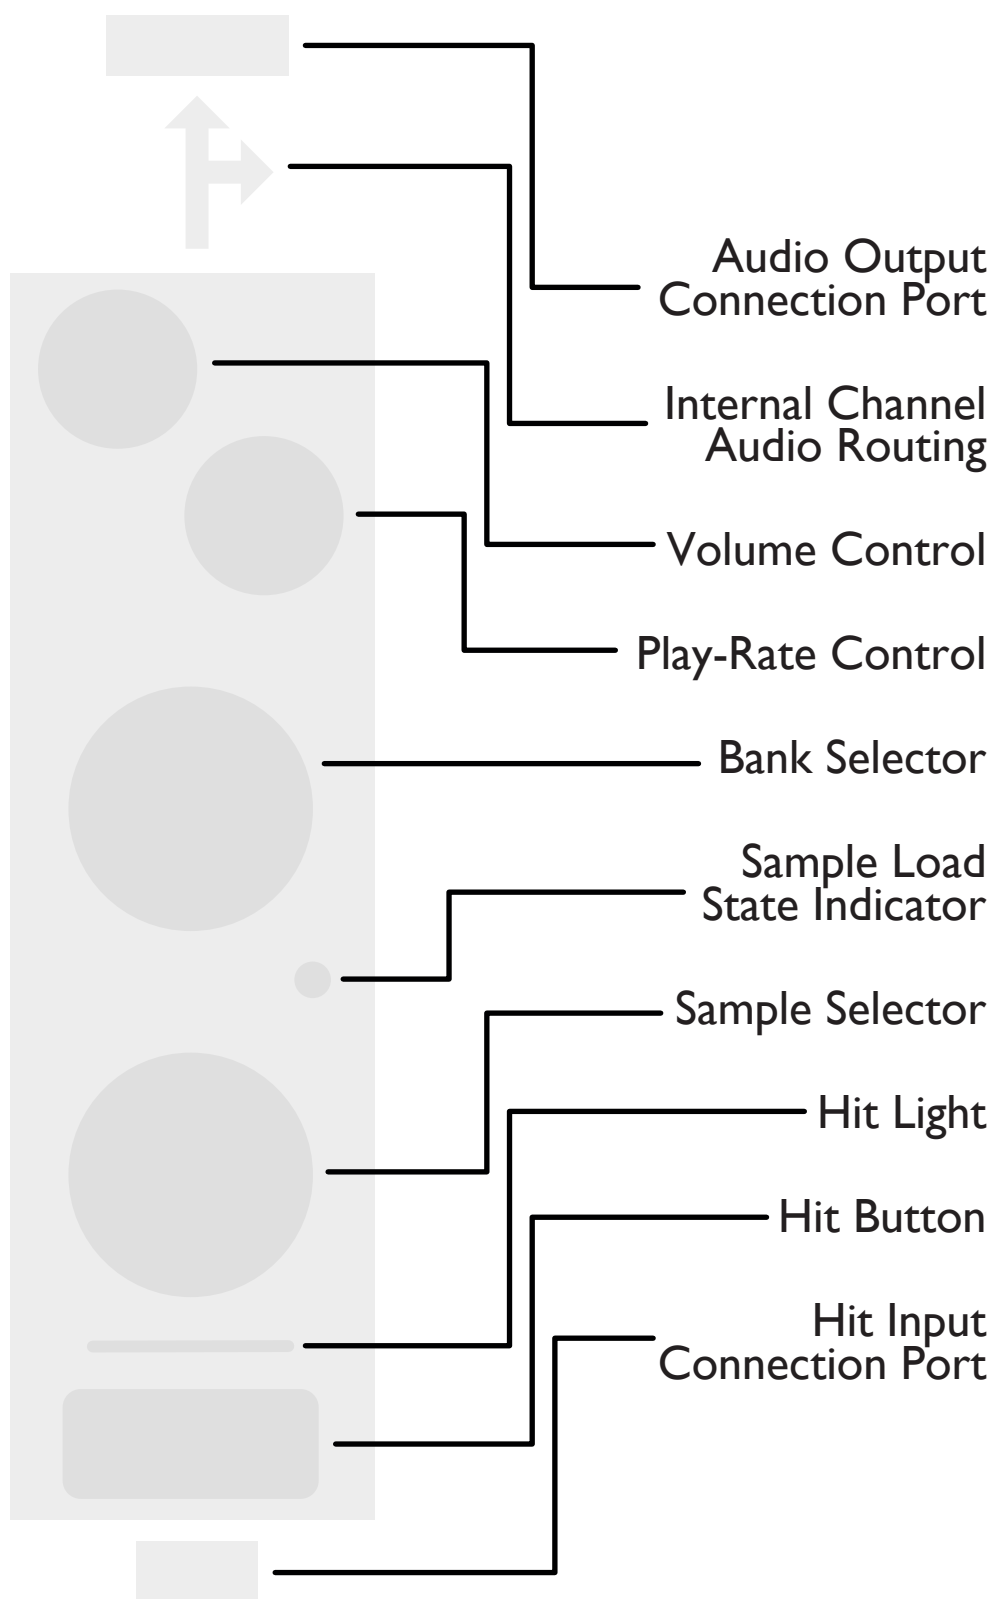 Audio Output
Connection Port
Internal Channel
Audio Routing
Volume Control
Play-Rate Control
Bank Selector
Sample Load
State Indicator
Sample Selector
Hit Light
Hit Button
Hit Input
Connection Port